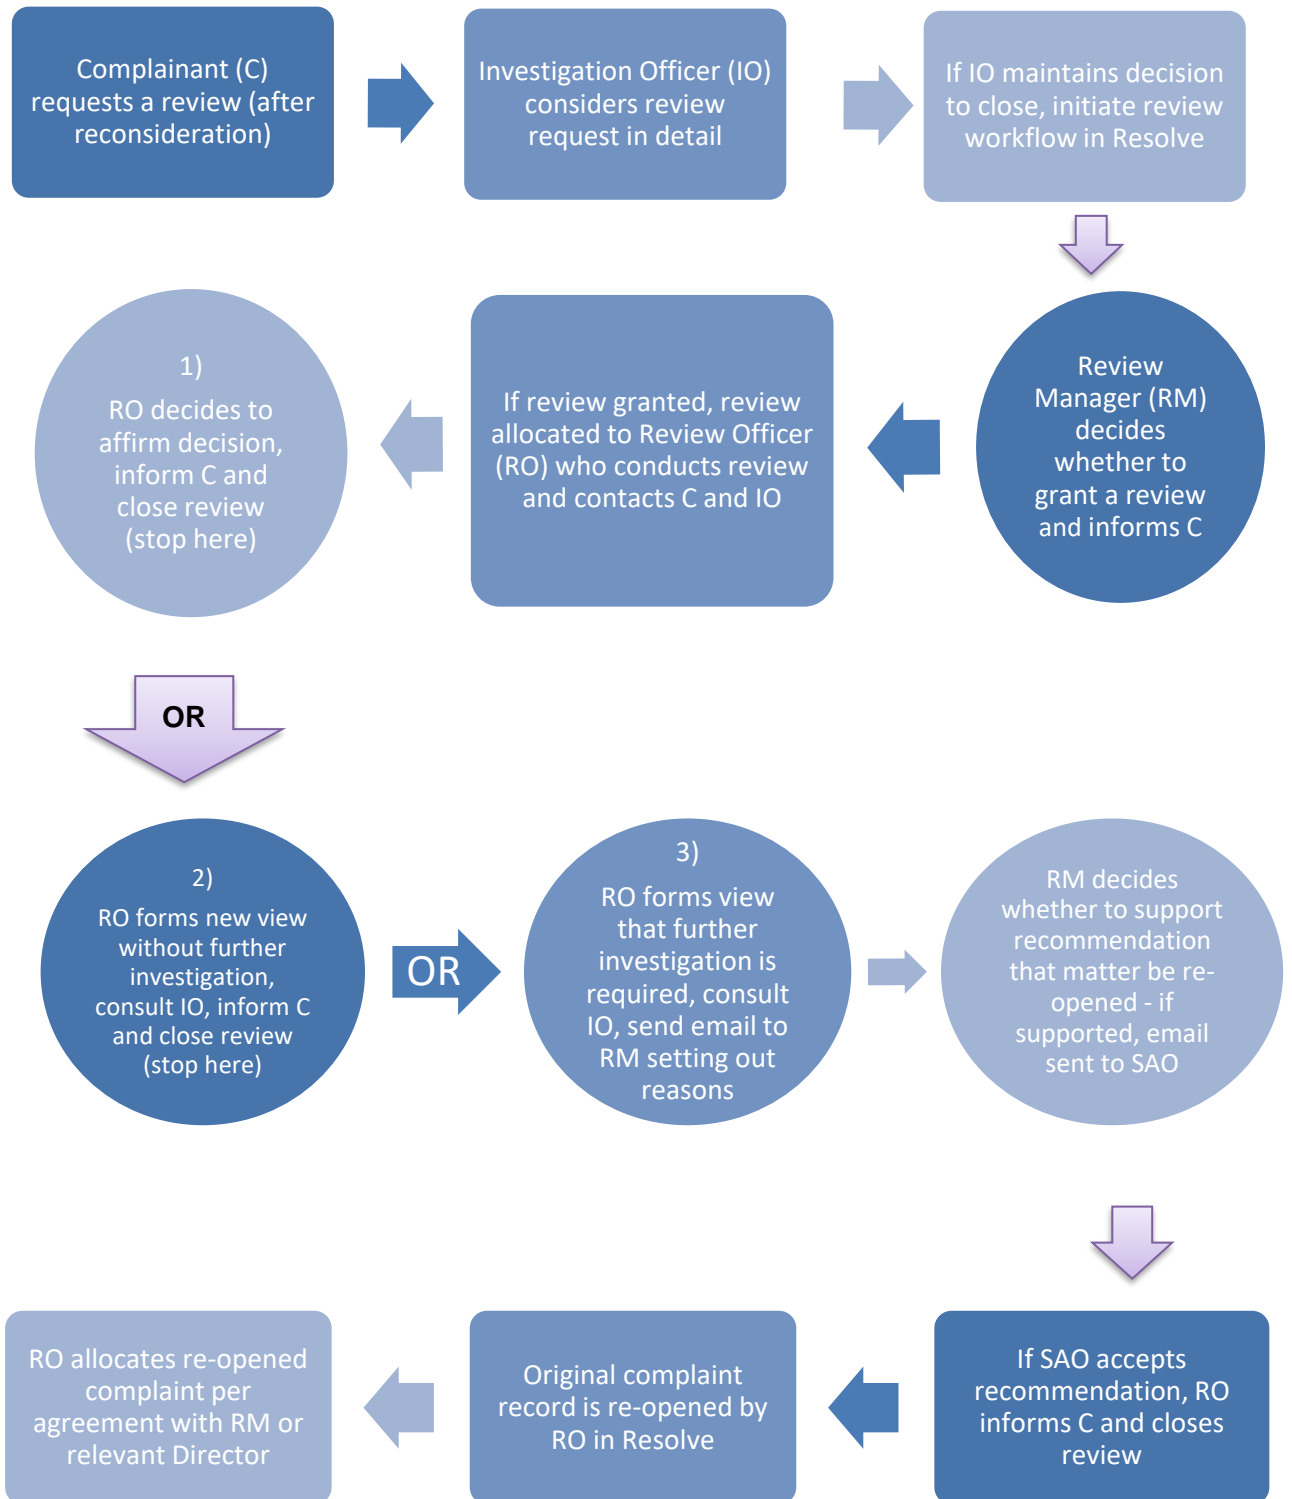 Complainant (C)
requests a review (after
reconsideration)
Investigation Officer (IO)
considers review
request in detail
If IO maintains decision
to close, initiate review
workflow in Resolve
Review
Manager (RM)
decides
whether to
grant a review
and informs C
If review granted, review
allocated to Review Officer
(RO) who conducts review
and contacts C and IO
1)
RO decides to
affirm decision,
inform C and
close review
(stop here)
OR
2)
RO forms new view
without further
investigation,
consult IO, inform C
and close review
(stop here)
OR
3)
RO forms view
that further
investigation is
required, consult
IO, send email to
RM setting out
reasons
RM decides
whether to support
recommendation
that matter be re-
opened - if
supported, email
sent to SAO
If SAO accepts
recommendation, RO
informs C and closes
review
Original complaint
record is re-opened by
RO in Resolve
RO allocates re-opened
complaint per
agreement with RM or
relevant Director